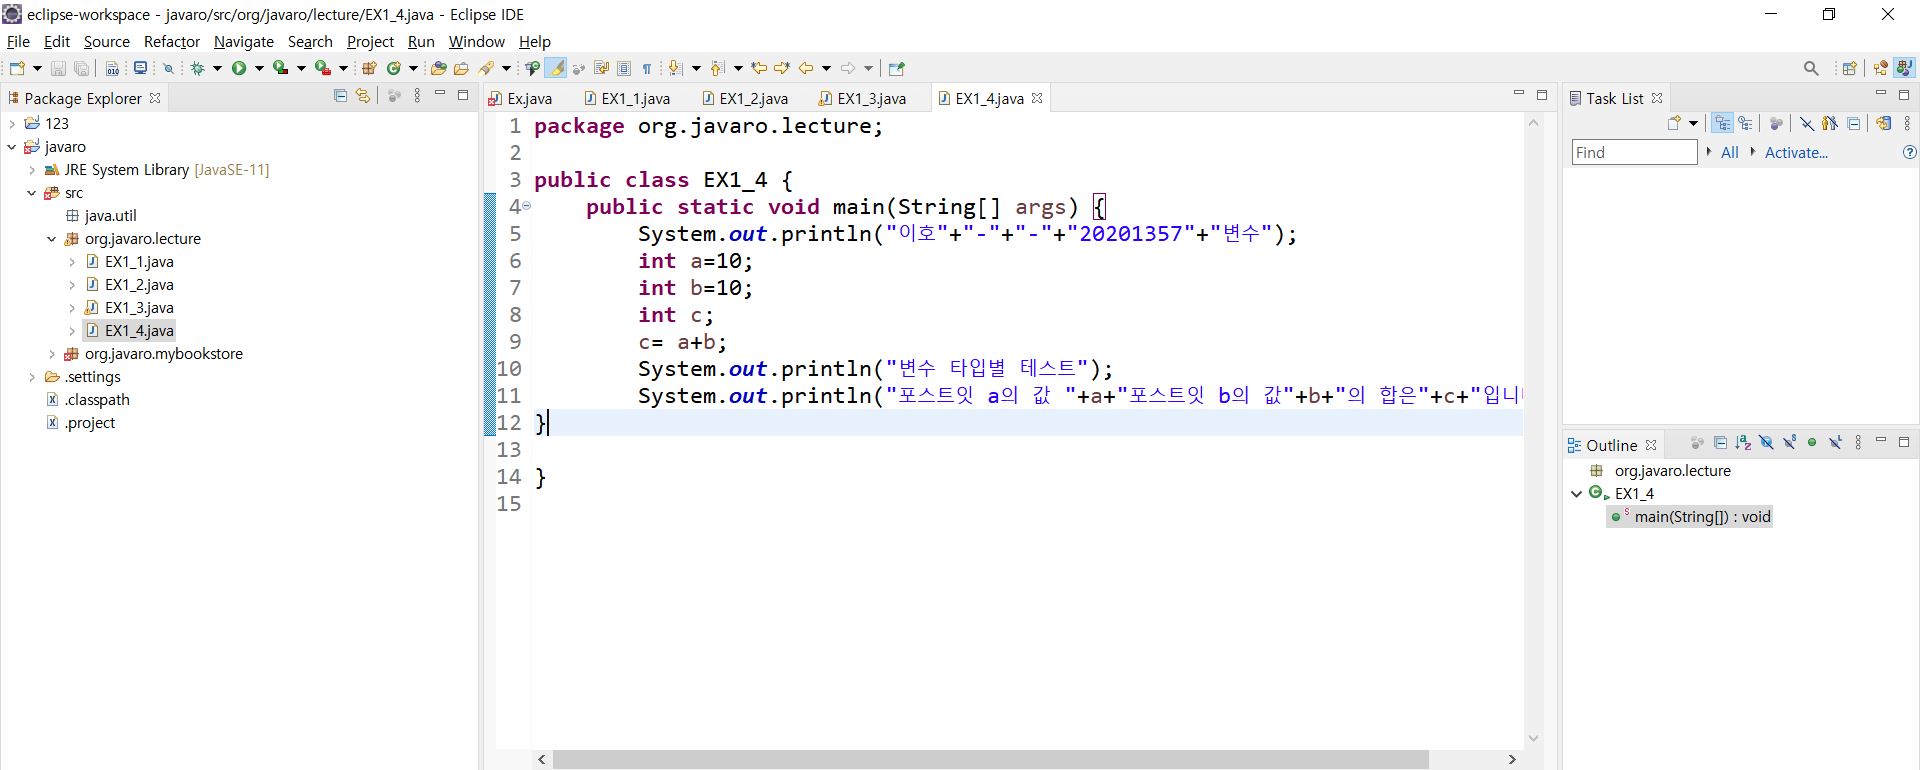 eclipse-workspace - javaro/src/org/javaro/lecture/EX1_4.java - Eclipse IDE
File Edit Source Refactor Navigate Search Project Run Window Help
Package Explorer
123
javaro
JRE System Library [JavaSE-11]
src
java.util
org.javaro.lecture
EX1_1.java
EX1_2.java
EX1_3.java
EX1_4.java
org.javaro.mybookstore
.settings
.classpath
.project
Ex.java EX1_1.java EX1_2.java EX1_3.java EX1_4.java
1 package org.javaro.lecture;
2
3 public class EX1_4 {
4 public static void main(String[] args) {
5 System.out.println("이호"+"-"+"-"+"20201357"+"변수");
6 int a=10;
7 int b=10;
8 int c;
9 c= a+b;
10 System.out.println("변수 타입별 테스트");
11 System.out.println("포스트잇 a의 값 "+a+"포스트잇 b의 값"+b+"의 합은"+c+"입니
12 }
13
14 }
15
Task List
Find All Activate...
Outline
org.javaro.lecture
EX1_4
main(String[]) : void